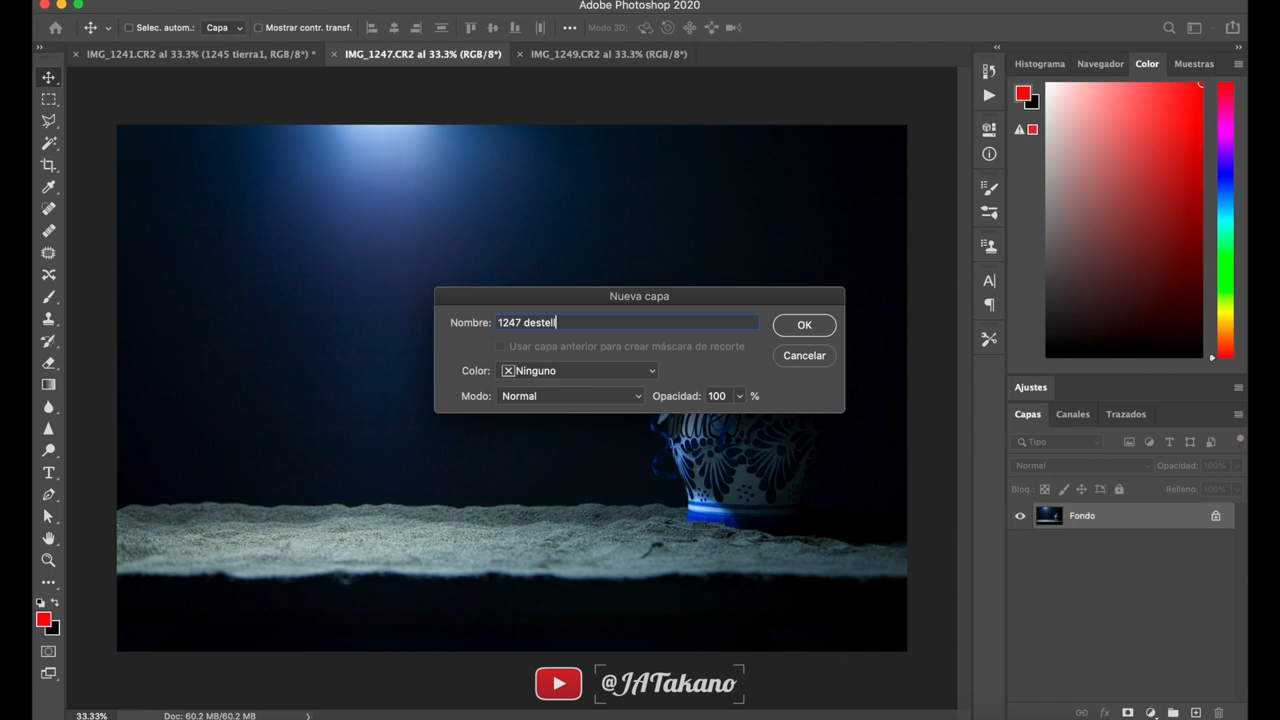 Adobe Photoshop 2020
Selec. autom.: Capa Mostrar contr. transf. ••• Modo 3D:
IMG_1241.CR2 al 33.3% (1245 tierra1, RGB/8*) *
IMG_1247.CR2 al 33.3% (RGB/8*)
IMG_1249.CR2 al 33.3% (RGB/8*)
Histograma Navegador Color Muestras
Nueva capa
Nombre: 1247 destell
OK
Usar capa anterior para crear máscara de recorte
Cancelar
Color: Ninguno
Modo: Normal Opacidad: 100 %
Ajustes
Capas Canales Trazados
Tipo
Normal Opacidad: 100%
Bloq.: Relleno: 100%
Fondo
@JATakano
33.33% Doc: 60.2 MB/60.2 MB